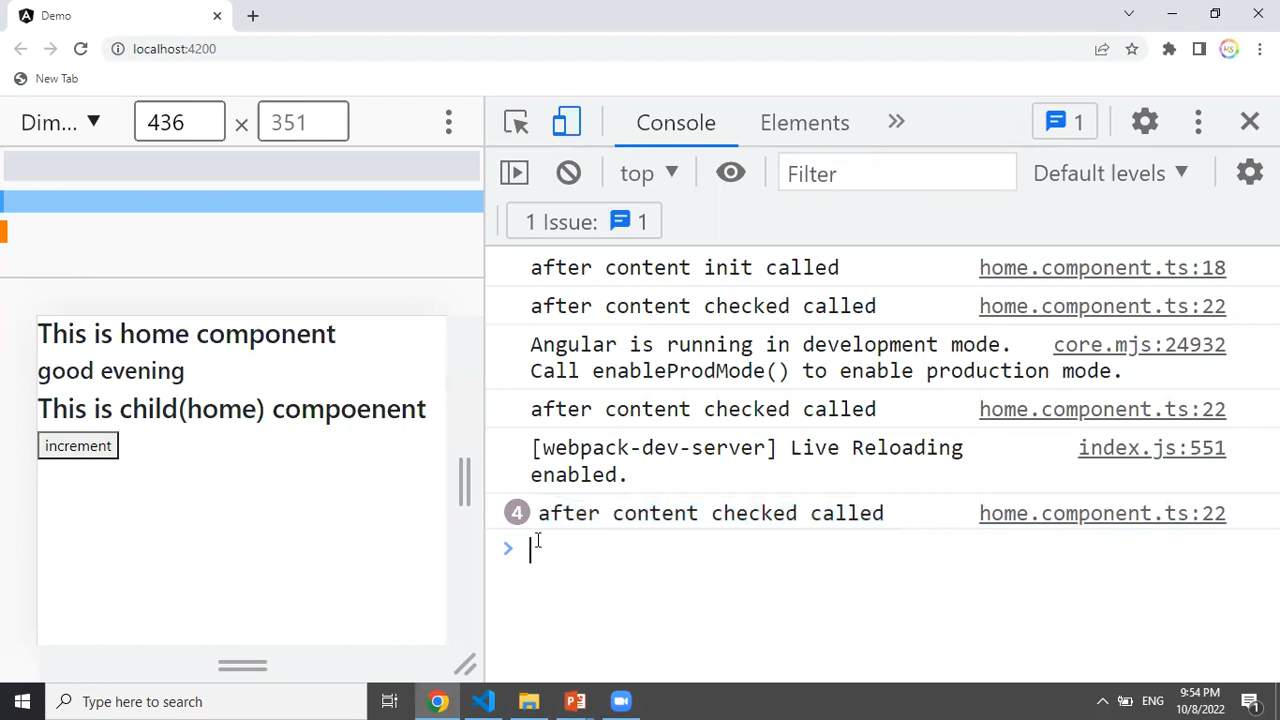 Demo
localhost:4200
New Tab
Dim... ▼ 436 × 351
Console Elements » 1
top ▼ Filter Default levels ▼
1 Issue: 1
after content init called home.component.ts:18
after content checked called home.component.ts:22
Angular is running in development mode. core.mjs:24932
Call enableProdMode() to enable production mode.
after content checked called home.component.ts:22
[webpack-dev-server] Live Reloading index.js:551
enabled.
4 after content checked called home.component.ts:22
>
This is home component
good evening
This is child(home) compoenent
increment
Type here to search
ENG
9:54 PM
10/8/2022
1